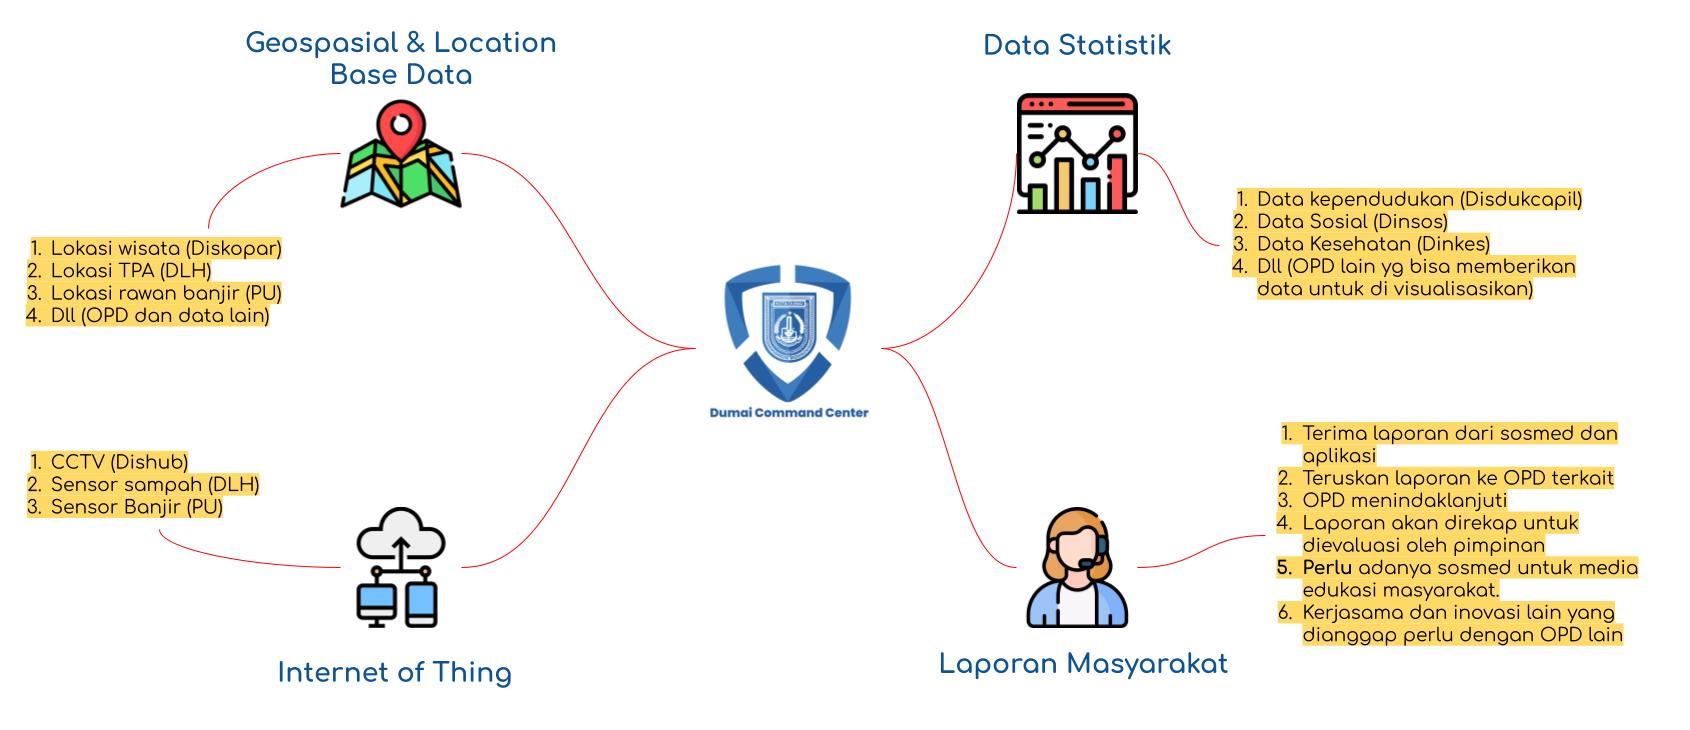 Geospasial & Location
Base Data
1. Lokasi wisata (Diskopar)
2. Lokasi TPA (DLH)
3. Lokasi rawan banjir (PU)
4. Dll (OPD dan data lain)
Data Statistik
1. Data kependudukan (Disdukcapil)
2. Data Sosial (Dinsos)
3. Data Kesehatan (Dinkes)
4. Dll (OPD lain yg bisa memberikan
data untuk di visualisasikan)
KOTA DUMAI
Dumai Command Center
1. CCTV (Dishub)
2. Sensor sampah (DLH)
3. Sensor Banjir (PU)
Internet of Thing
1. Terima laporan dari sosmed dan
aplikasi
2. Teruskan laporan ke OPD terkait
3. OPD menindaklanjuti
4. Laporan akan direkap untuk
dievaluasi oleh pimpinan
5. Perlu adanya sosmed untuk media
edukasi masyarakat.
6. Kerjasama dan inovasi lain yang
dianggap perlu dengan OPD lain
Laporan Masyarakat